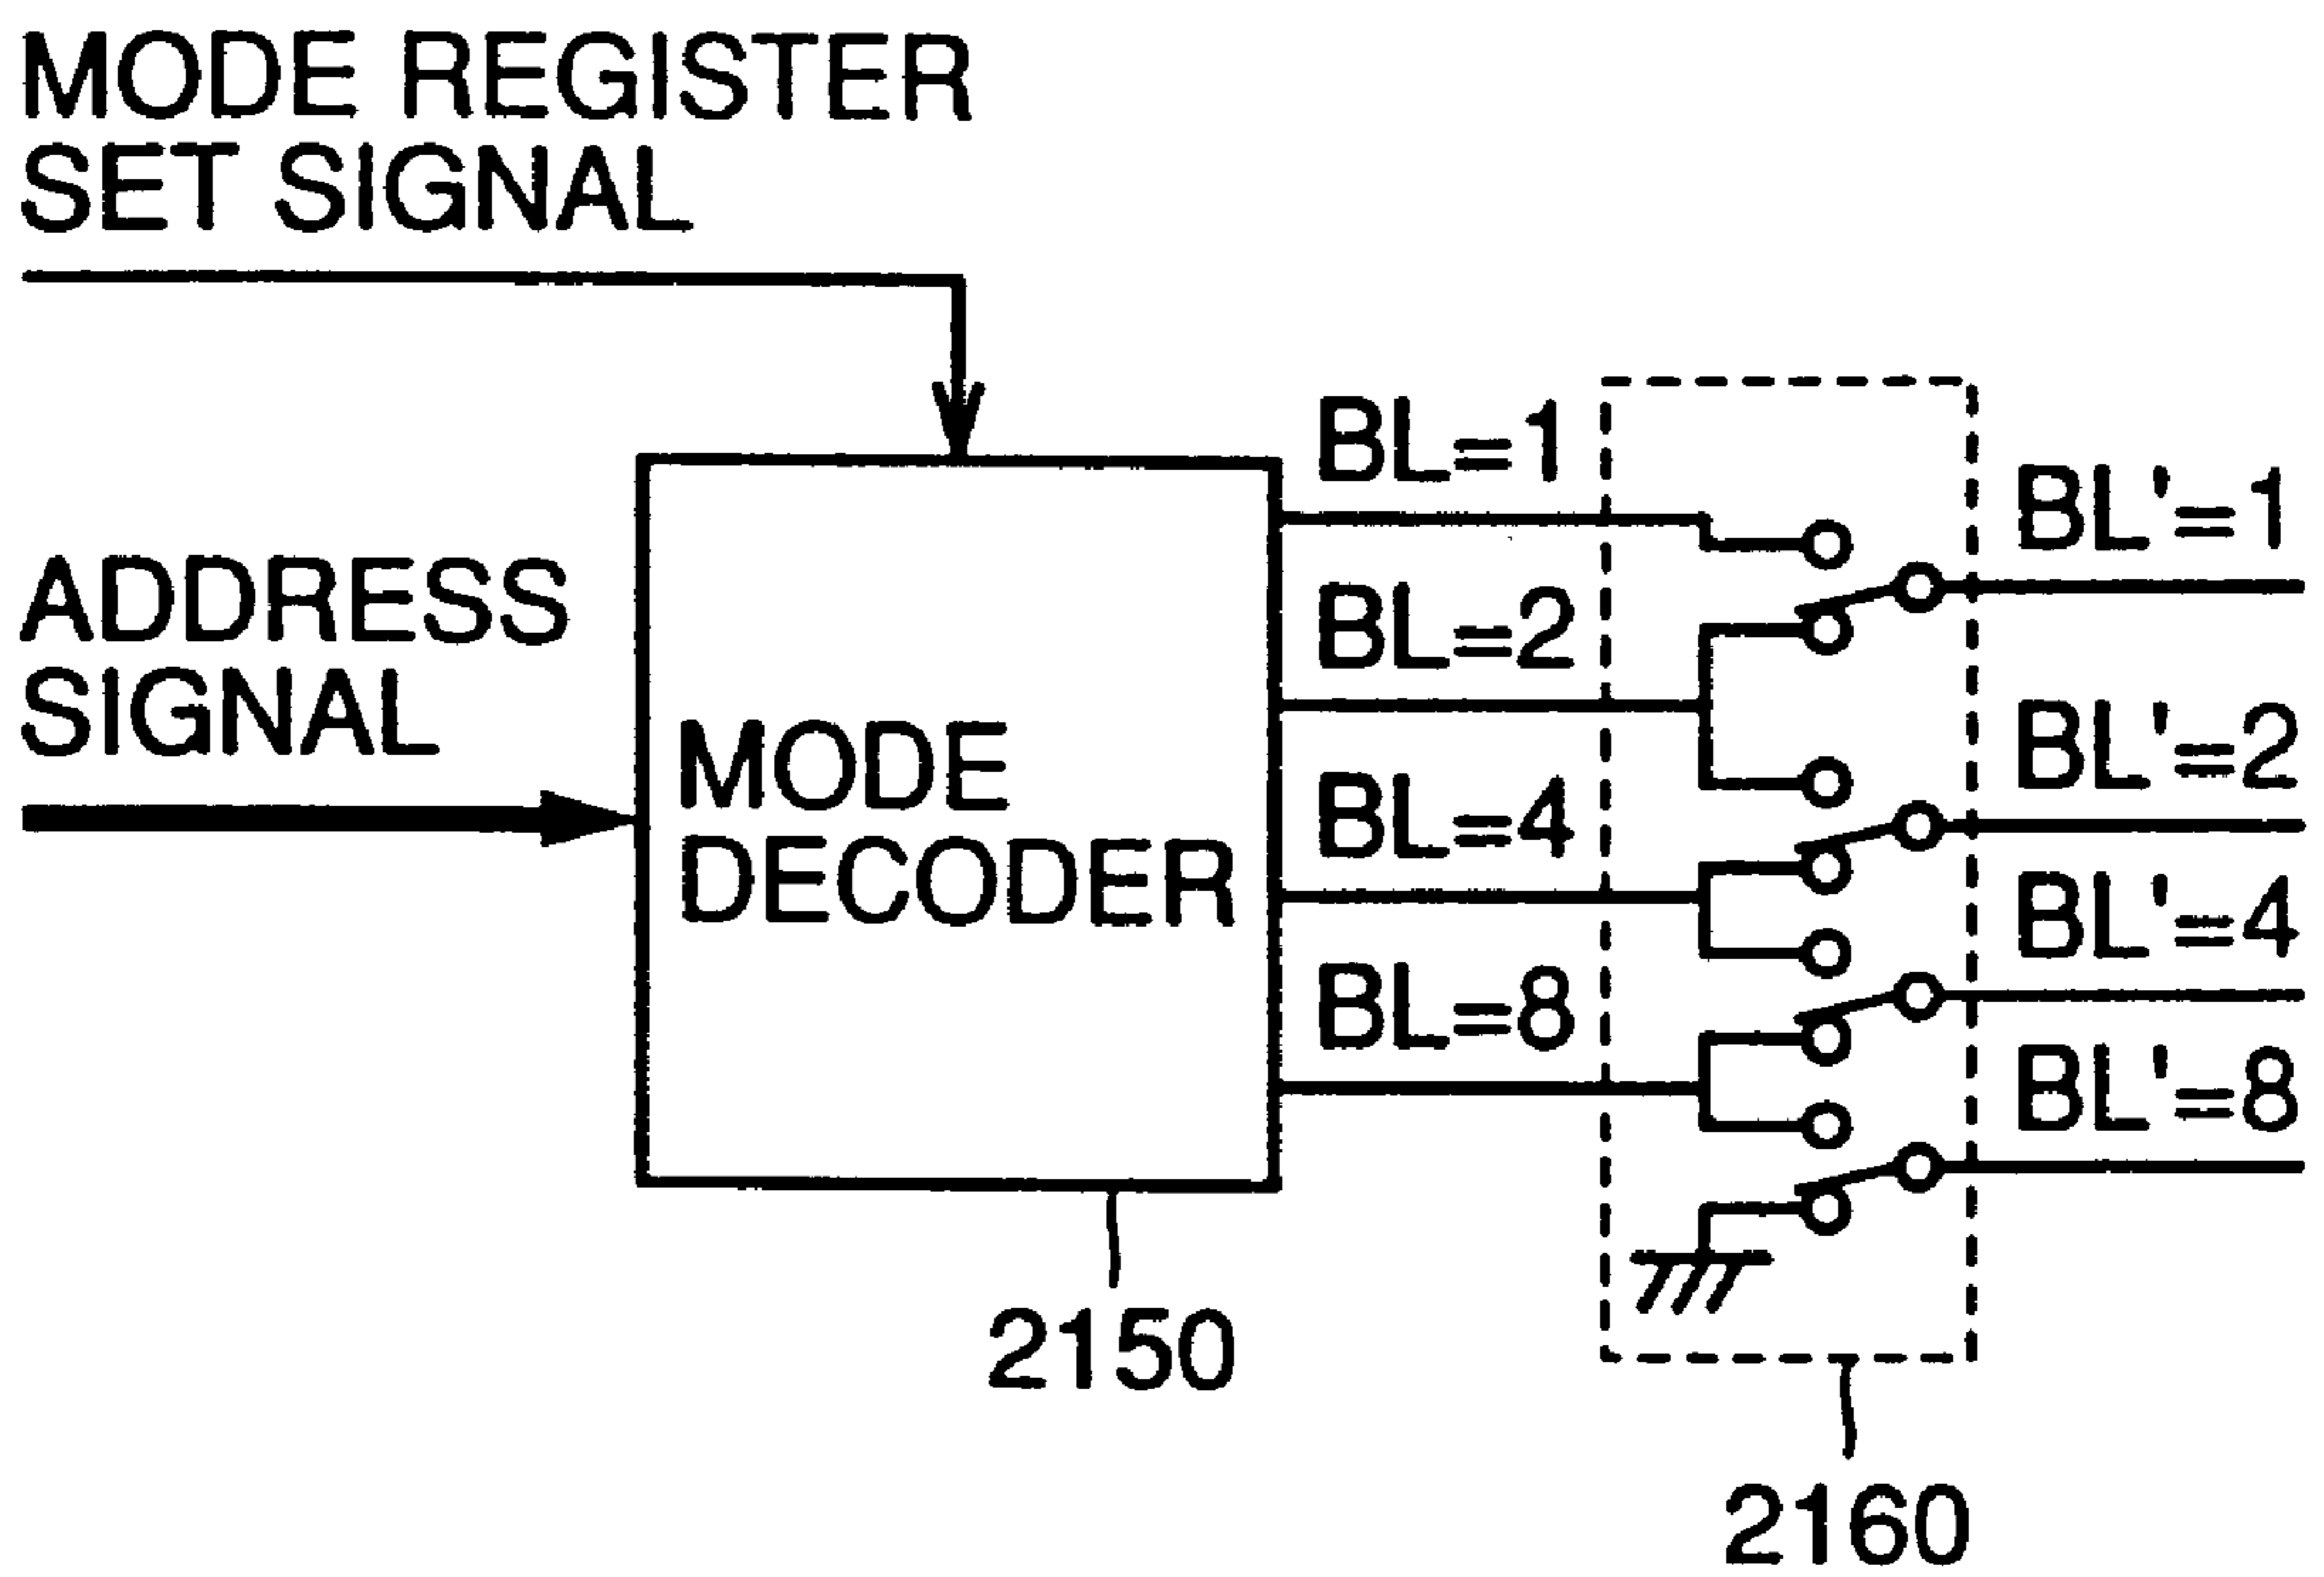 MODE REGISTER
SET SIGNAL
ADDRESS
SIGNAL
MODE
DECODER
BL=1
BL=2
BL=4
BL=8
BL'=1
BL'=2
BL'=4
BL'=8
2150
2160